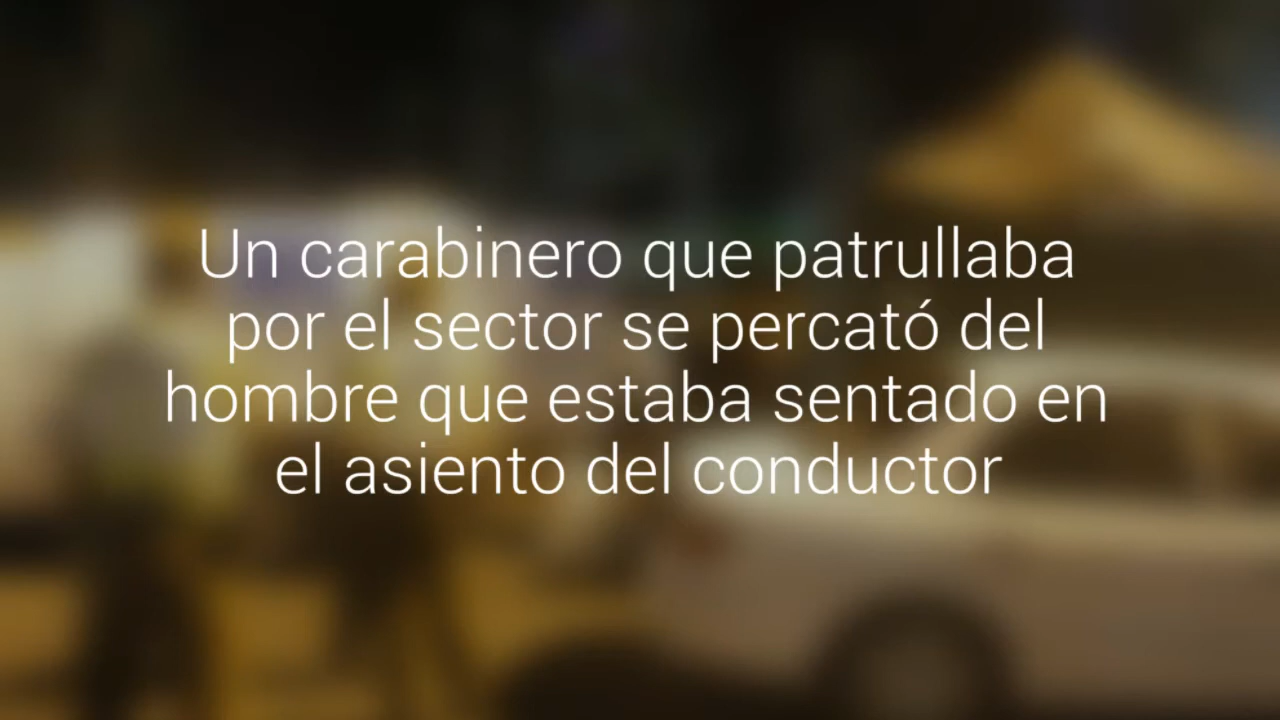 Un carabinero que patrullaba
por el sector se percató del
hombre que estaba sentado en
el asiento del conductor